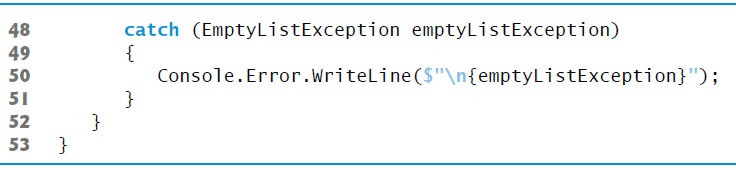 48 catch (EmptyListException emptyListException)
49 {
50 Console.Error.WriteLine($"\n{emptyListException}");
51 }
52 }
53 }